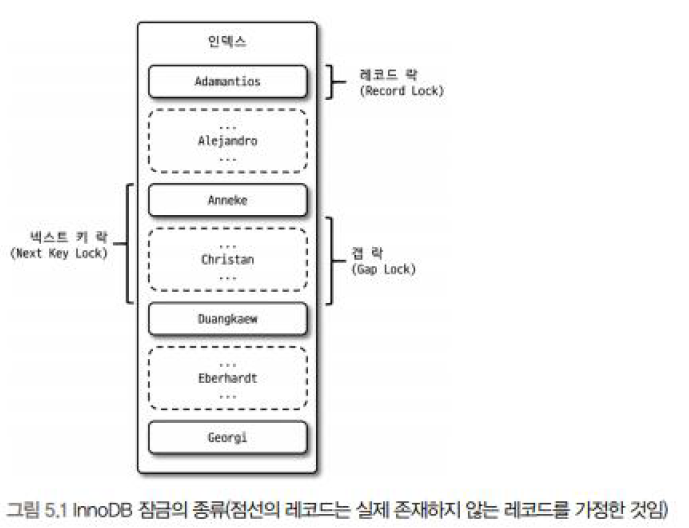 인덱스
Adamantios
레코드 락
(Record Lock)
...
Alejandro
...
Anneke
넥스트 키 락
(Next Key Lock)
...
Christan
...
갭 락
(Gap Lock)
Duangkaew
...
Eberhardt
...
Georgi
그림 5.1 InnoDB 잠금의 종류(점선의 레코드는 실제 존재하지 않는 레코드를 가정한 것임)